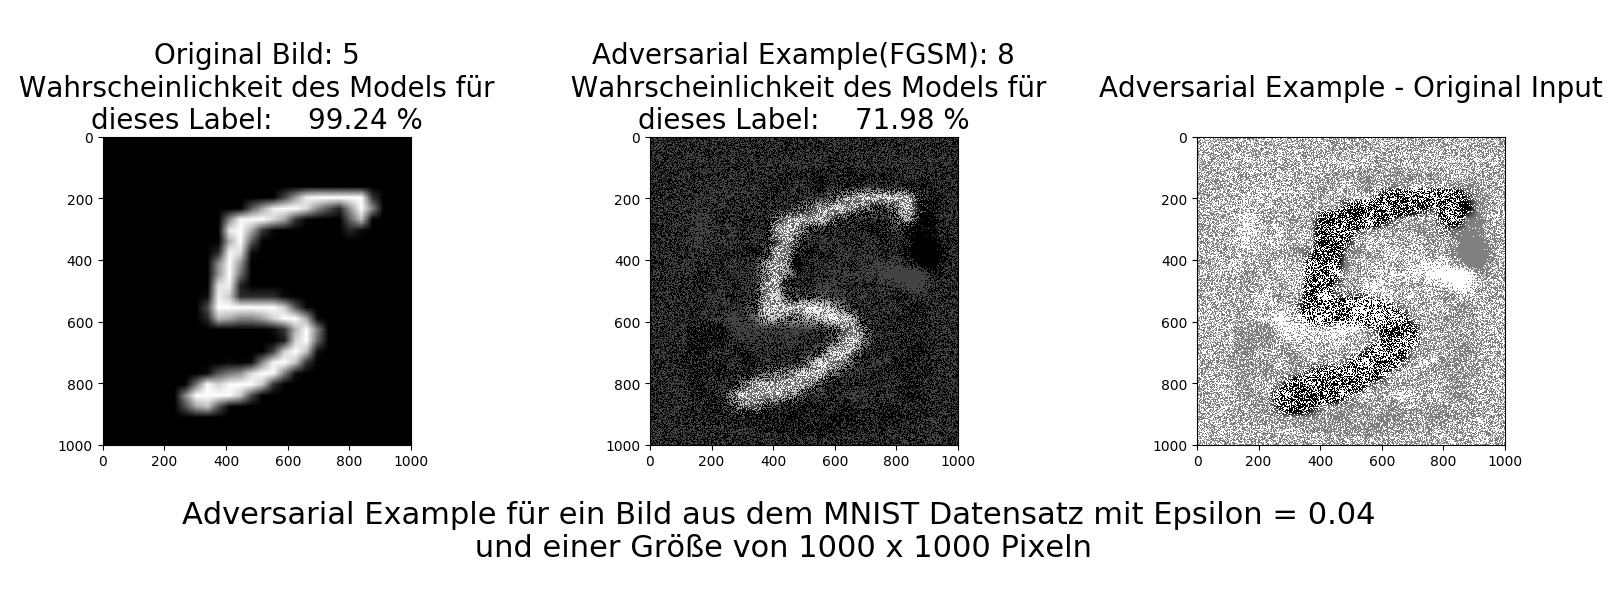 Original Bild: 5
Wahrscheinlichkeit des Models für
dieses Label: 99.24 %
0
200
400
600
800
1000
0 200 400 600 800 1000
Adversarial Example(FGSM): 8
Wahrscheinlichkeit des Models für
dieses Label: 71.98 %
0
200
400
600
800
1000
0 200 400 600 800 1000
Adversarial Example - Original Input
0
200
400
600
800
1000
0 200 400 600 800 1000
Adversarial Example für ein Bild aus dem MNIST Datensatz mit Epsilon = 0.04
und einer Größe von 1000 x 1000 Pixeln